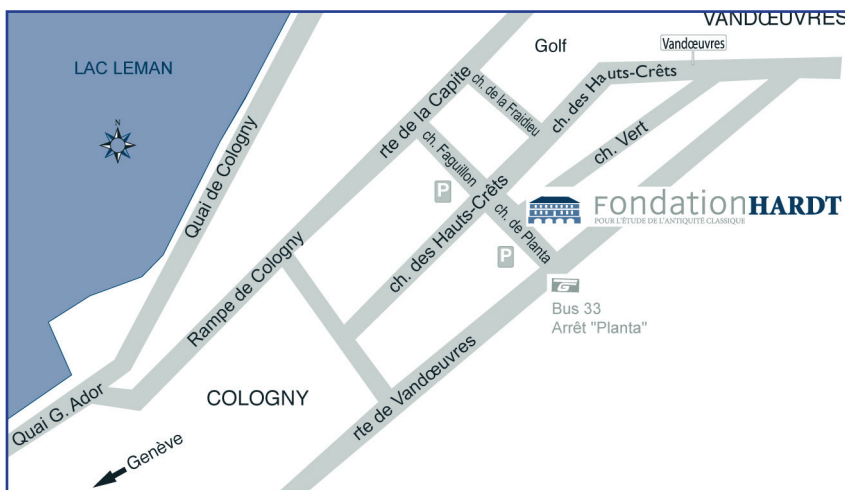 VANDŒUVRES
Vandœuvres
Golf
LAC LEMAN
N
ch. des Hauts-Crêts
rte de la Capite
ch. de la Fraidieu
ch. Faguillon
ch. Vert
Quai de Cologny
P
fondation HARDT
POUR L'ÉTUDE DE L'ANTIQUITÉ CLASSIQUE
ch. des Hauts-Crêts
ch. de Planta
P
Rampe de Cologny
Bus 33
Arrêt "Planta"
rte de Vandœuvres
COLOGNY
Quai G. Ador
Genève